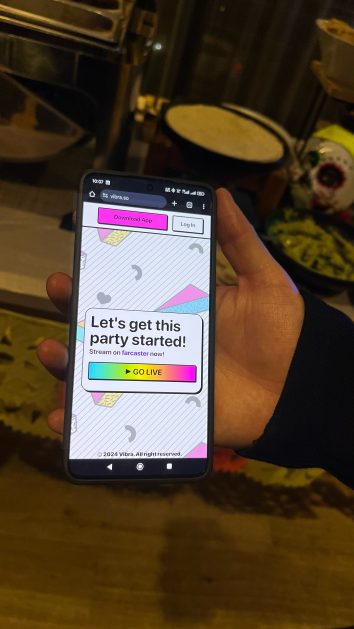 10:07
vibra.so
Download App
Log In
Let's get this
party started!
Stream on farcaster now!
GO LIVE
© 2024 Vibra. All right reserved.